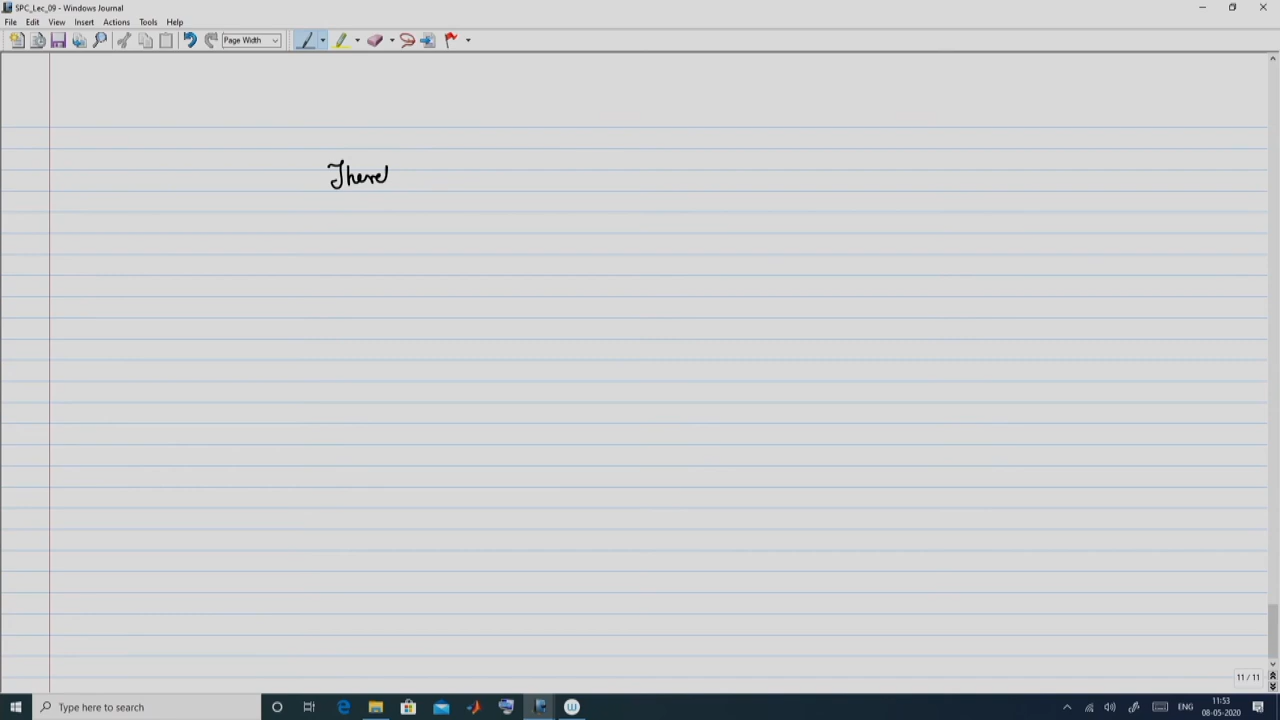 SPC_Lec_09 - Windows Journal
File Edit View Insert Actions Tools Help
Page Width
There
11 / 11
Type here to search
ENG
11:53
08-05-2020